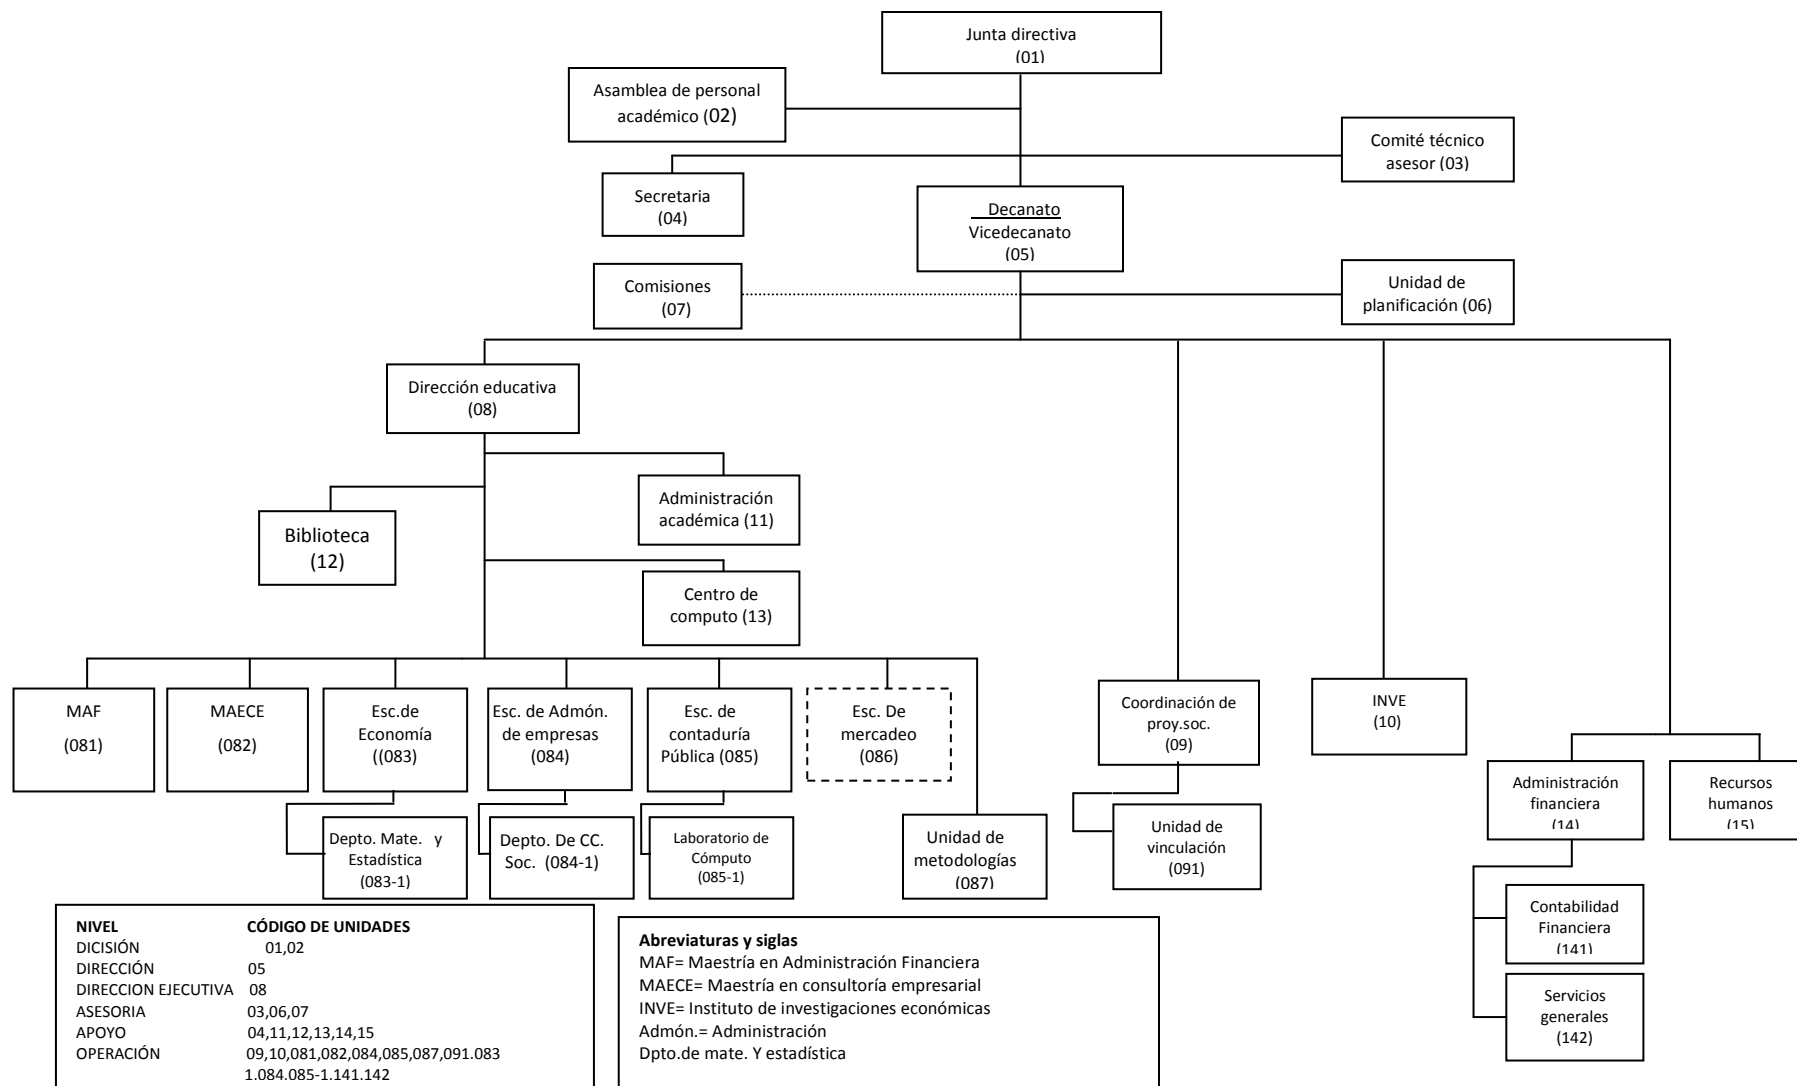 Junta directiva
(01)
Asamblea de personal
académico (02)
Comité técnico
asesor (03)
Secretaria
(04)
Decanato
Vicedecanato
(05)
Comisiones
(07)
Unidad de
planificación (06)
Dirección educativa
(08)
Administración
académica (11)
Biblioteca
(12)
Centro de
computo (13)
MAF
(081)
MAECE
(082)
Esc.de
Economía
((083)
Esc. de Admón.
de empresas
(084)
Esc. de
contaduría
Pública (085)
Esc. De
mercadeo
(086)
Coordinación de
proy.soc.
(09)
INVE
(10)
Administración
financiera
(14)
Recursos
humanos
(15)
Depto. Mate. y
Estadística
(083-1)
Depto. De CC.
Soc. (084-1)
Laboratorio de
Cómputo
(085-1)
Unidad de
metodologías
(087)
Unidad de
vinculación
(091)
Contabilidad
Financiera
(141)
Servicios
generales
(142)
NIVEL CÓDIGO DE UNIDADES
DICISIÓN 01,02
DIRECCIÓN 05
DIRECCION EJECUTIVA 08
ASESORIA 03,06,07
APOYO 04,11,12,13,14,15
OPERACIÓN 09,10,081,082,084,085,087,091.083
1.084.085-1.141.142
Abreviaturas y siglas
MAF= Maestría en Administración Financiera
MAECE= Maestría en consultoría empresarial
INVE= Instituto de investigaciones económicas
Admón.= Administración
Dpto.de mate. Y estadística